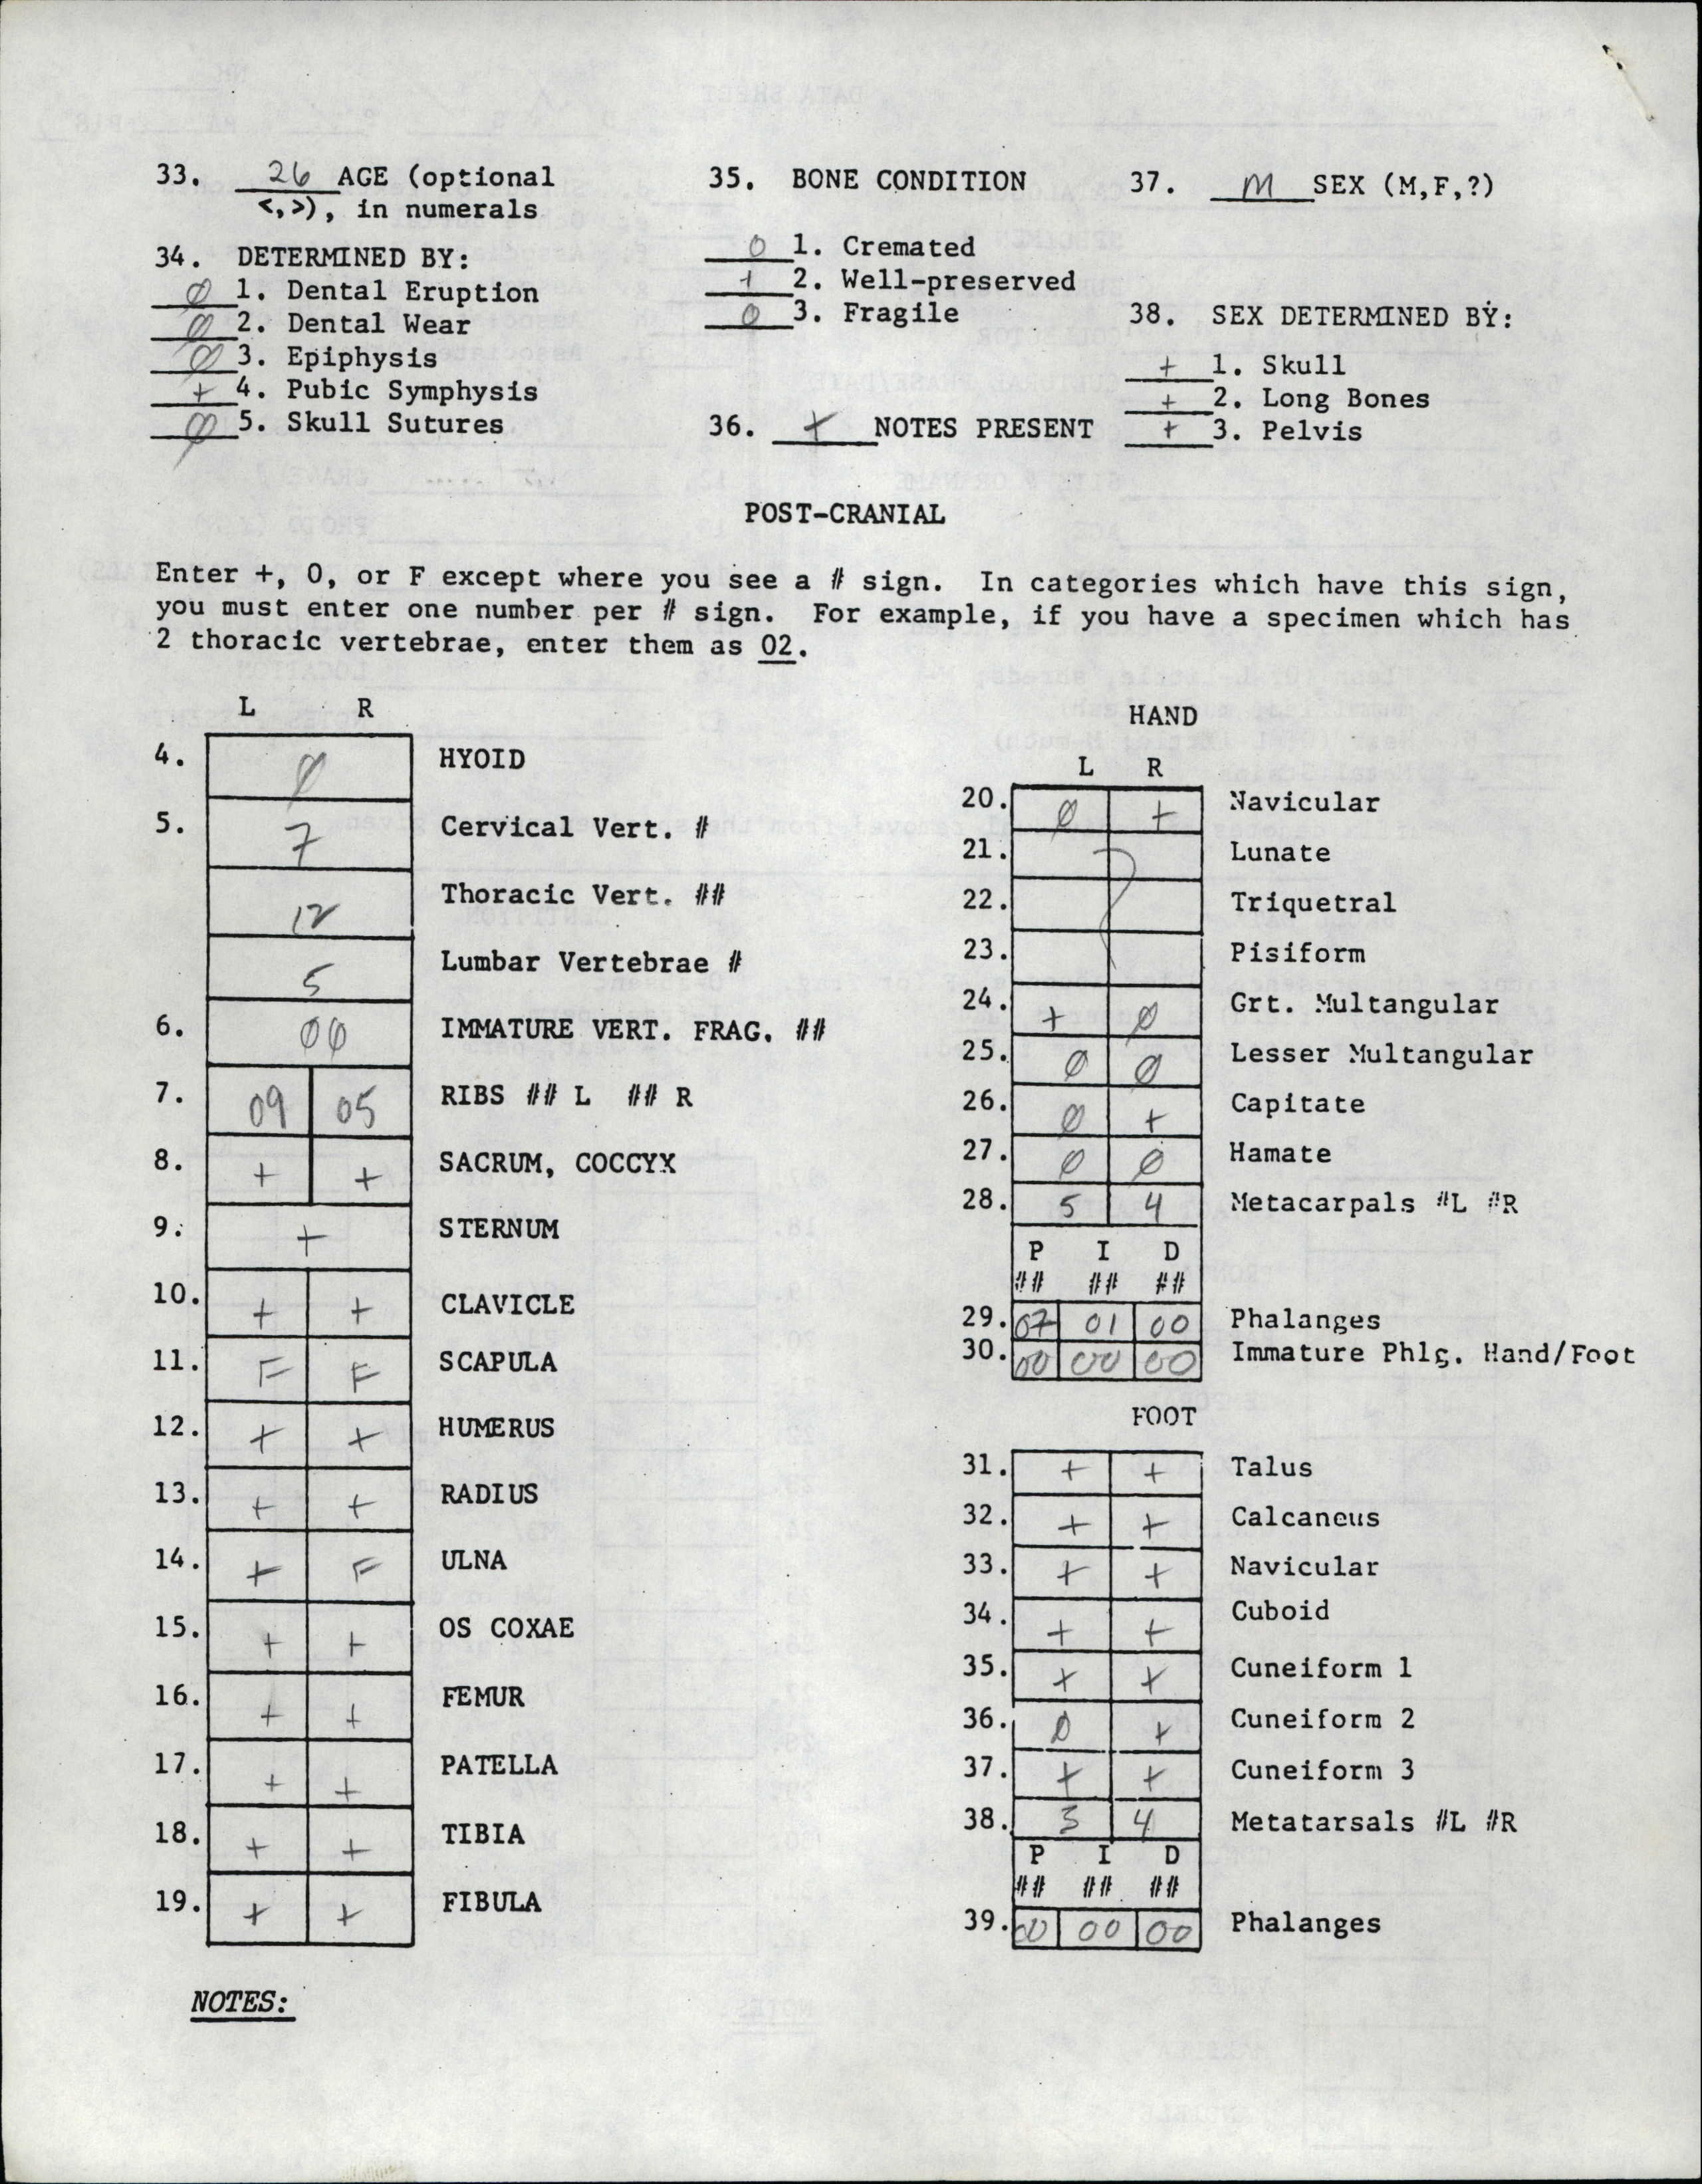 33. 26 AGE (optional
<,>), in numerals
34. DETERMINED BY:
Ø 1. Dental Eruption
Ø 2. Dental Wear
Ø 3. Epiphysis
+ 4. Pubic Symphysis
Ø 5. Skull Sutures
35. BONE CONDITION
0 1. Cremated
+ 2. Well-preserved
0 3. Fragile
36. + NOTES PRESENT
37. M SEX (M,F,?)
38. SEX DETERMINED BY:
+ 1. Skull
+ 2. Long Bones
+ 3. Pelvis
POST-CRANIAL
Enter +, 0, or F except where you see a # sign. In categories which have this sign,
you must enter one number per # sign. For example, if you have a specimen which has
2 thoracic vertebrae, enter them as 02.
L R
4. Ø HYOID
5. 7 Cervical Vert. #
12 Thoracic Vert. ##
5 Lumbar Vertebrae #
6. ØØ IMMATURE VERT. FRAG. ##
7. 09 05 RIBS ## L ## R
8. + + SACRUM, COCCYX
9. + STERNUM
10. + + CLAVICLE
11. F F SCAPULA
12. + + HUMERUS
13. + + RADIUS
14. + F ULNA
15. + + OS COXAE
16. + + FEMUR
17. + + PATELLA
18. + + TIBIA
19. + + FIBULA
NOTES:
HAND
L R
20. Ø + Navicular
21. Lunate
22. Triquetral
23. Pisiform
24. + Ø Grt. Multangular
25. Ø Ø Lesser Multangular
26. Ø + Capitate
27. Ø Ø Hamate
28. 5 4 Metacarpals #L #R
P I D
## ## ##
29. 07 01 00 Phalanges
30. 00 00 00 Immature Phlg. Hand/Foot
FOOT
31. + + Talus
32. + + Calcaneus
33. + + Navicular
34. + + Cuboid
35. + + Cuneiform 1
36. Ø + Cuneiform 2
37. + + Cuneiform 3
38. 4 Metatarsals #L #R
P I D
## ## ##
39. 00 00 00 Phalanges